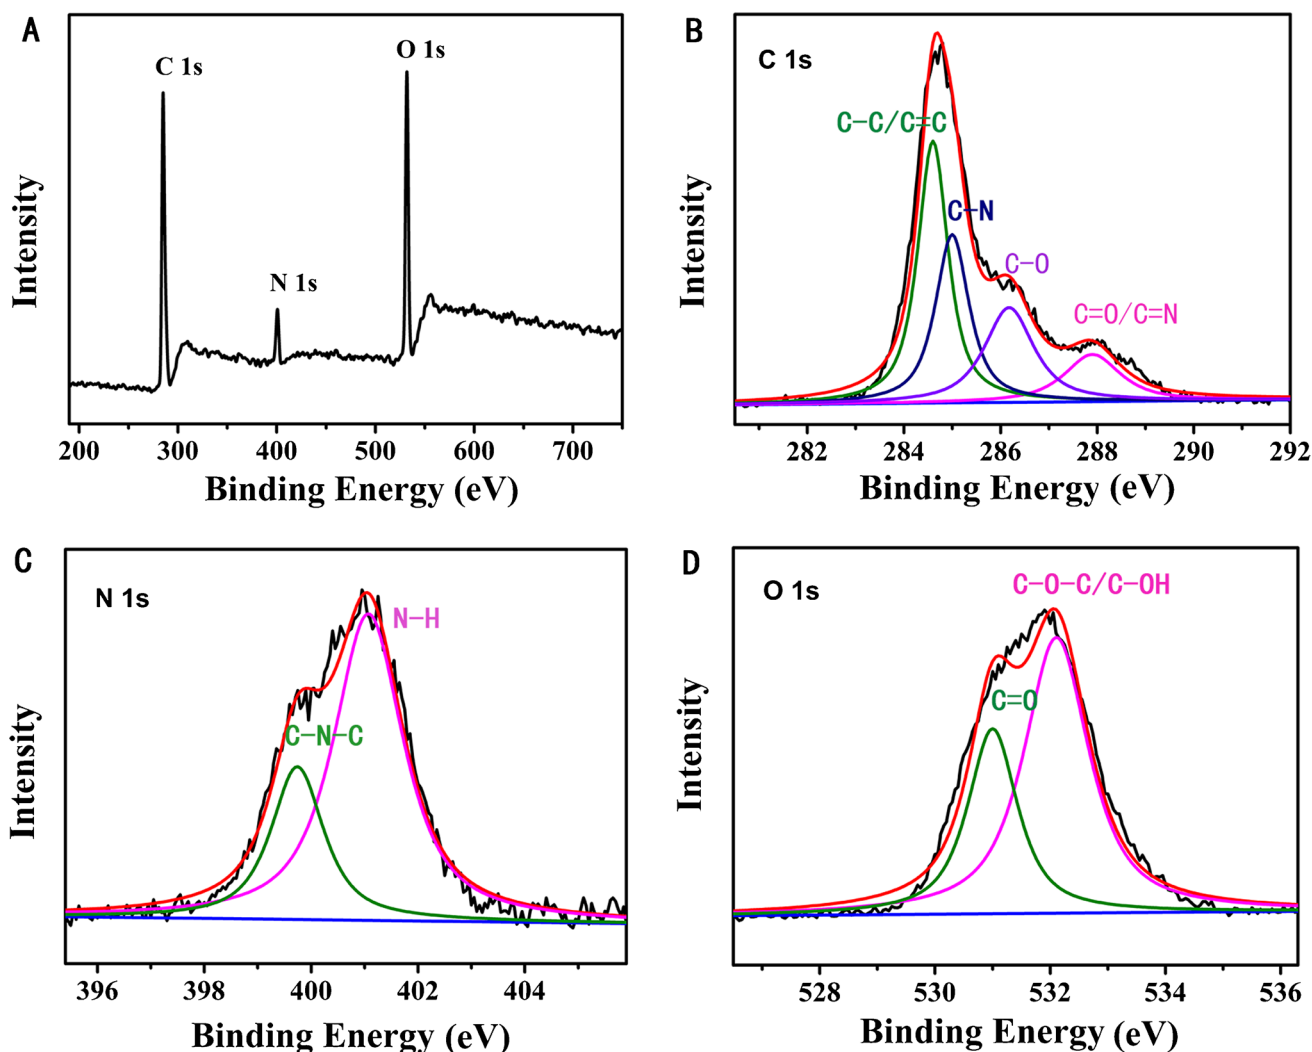 A
C 1s
N 1s
O 1s
Intensity
200 300 400 500 600 700
Binding Energy (eV)
B
C 1s
C-C/C=C
C-N
C-O
C=O/C=N
Intensity
282 284 286 288 290 292
Binding Energy (eV)
C
N 1s
N-H
C-N-C
Intensity
396 398 400 402 404
Binding Energy (eV)
D
O 1s
C-O-C/C-OH
C=O
Intensity
528 530 532 534 536
Binding Energy (eV)